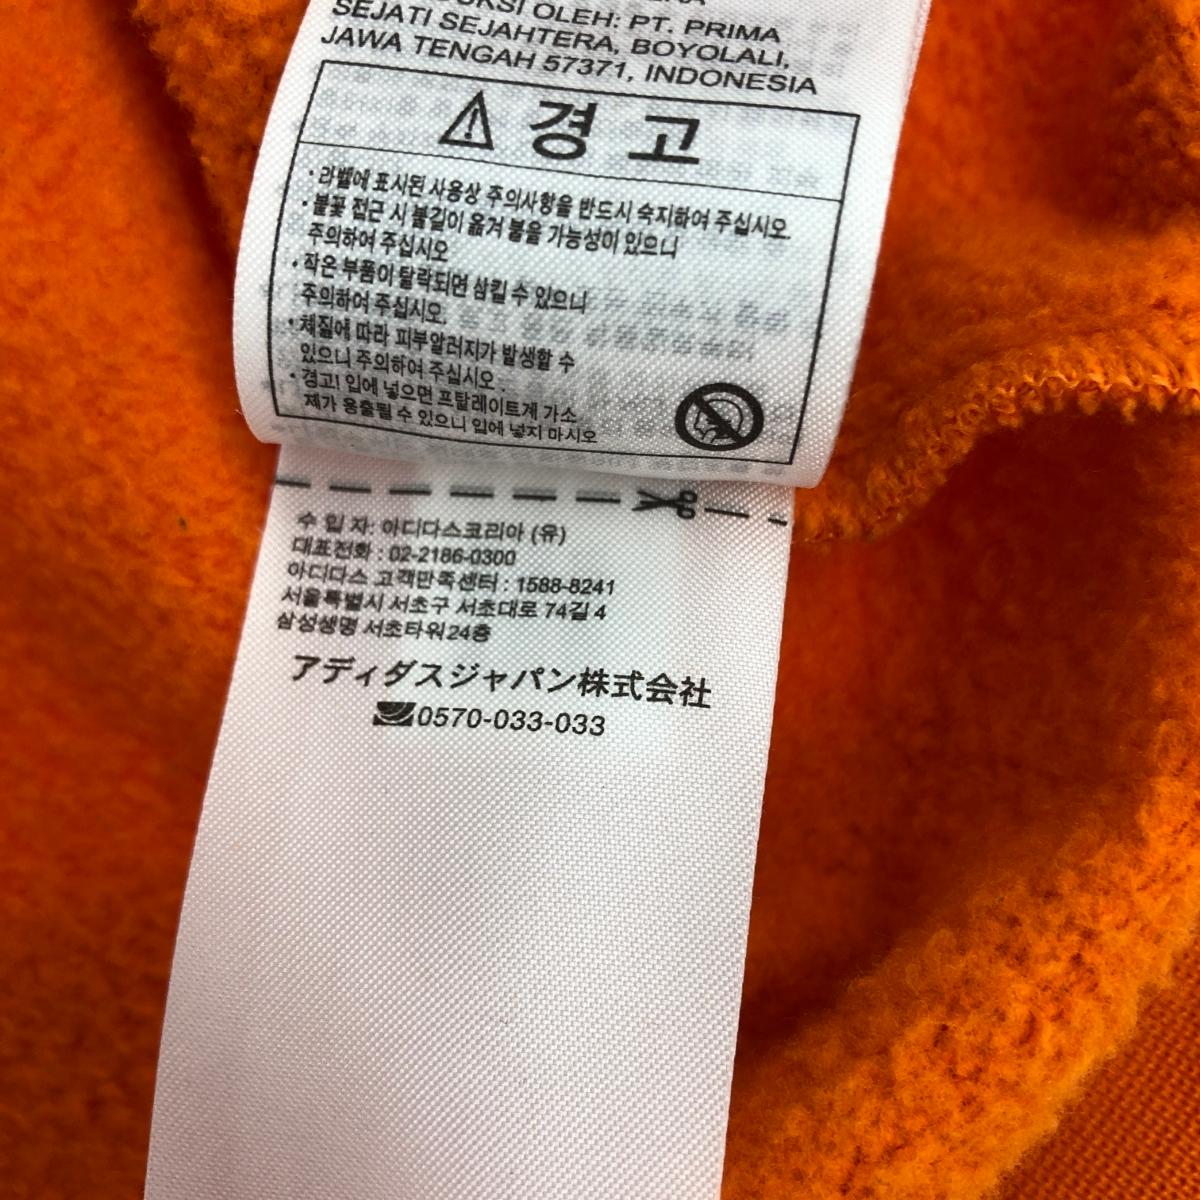 OLEH: PT. PRIMA
SEJATI SEJAHTERA, BOYOLALI,
JAWA TENGAH 57371, INDONESIA
경 고
· 라벨에 표시된 사용상 주의사항을 반드시 숙지하여 주십시오.
· 불꽃 접근 시 불길이 옮겨 붙을 가능성이 있으니
주의하여 주십시오
· 작은 부품이 탈락되면 삼킬 수 있으니
주의하여 주십시오.
· 체질에 따라 피부알러지가 발생할 수
있으니 주의하여 주십시오 .
· 경고! 입에 넣으면 프탈레이트계 가소
제가 용출될 수 있으니 입에 넣지 마시오
수 입 자: 아디다스코리아 (유)
대표전화 : 02-2186-0300
아디다스 고객만족센터 : 1588-8241
서울특별시 서초구 서초대로 74길 4
삼성생명 서초타워24층
アディダスジャパン株式会社
0570-033-033